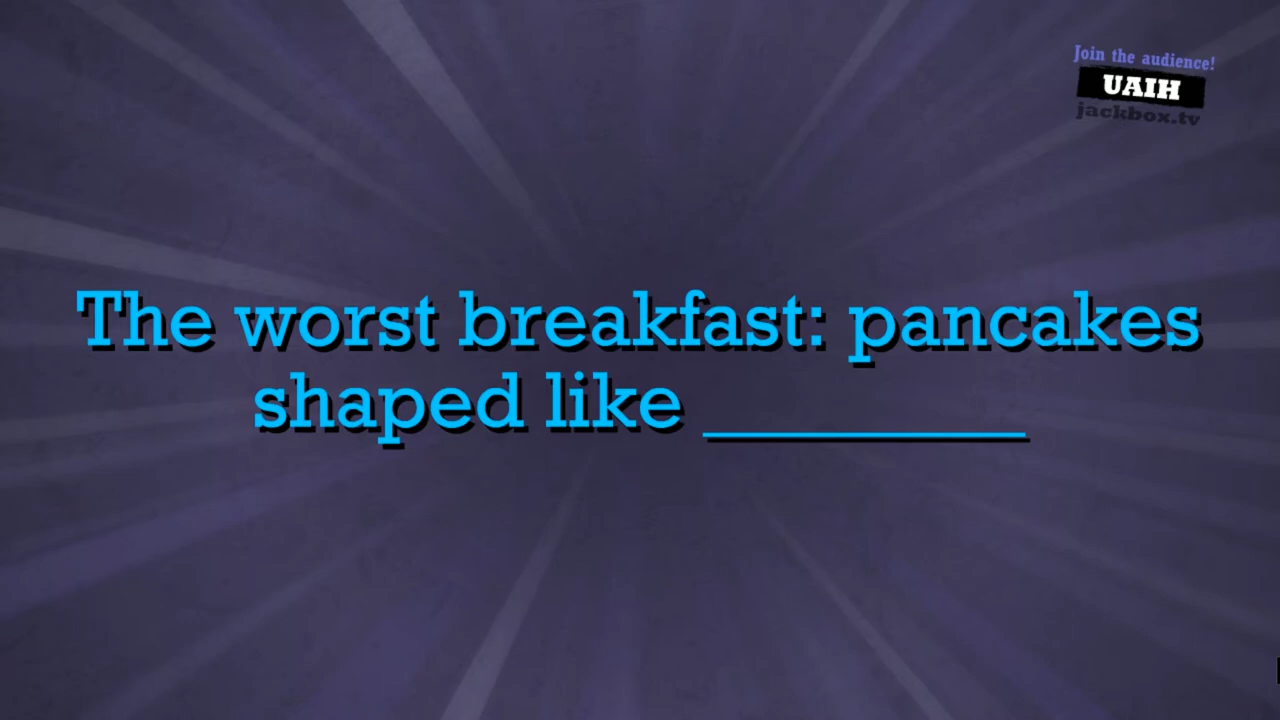 Join the audience!
UAIH
jackbox.tv
The worst breakfast: pancakes
shaped like ________